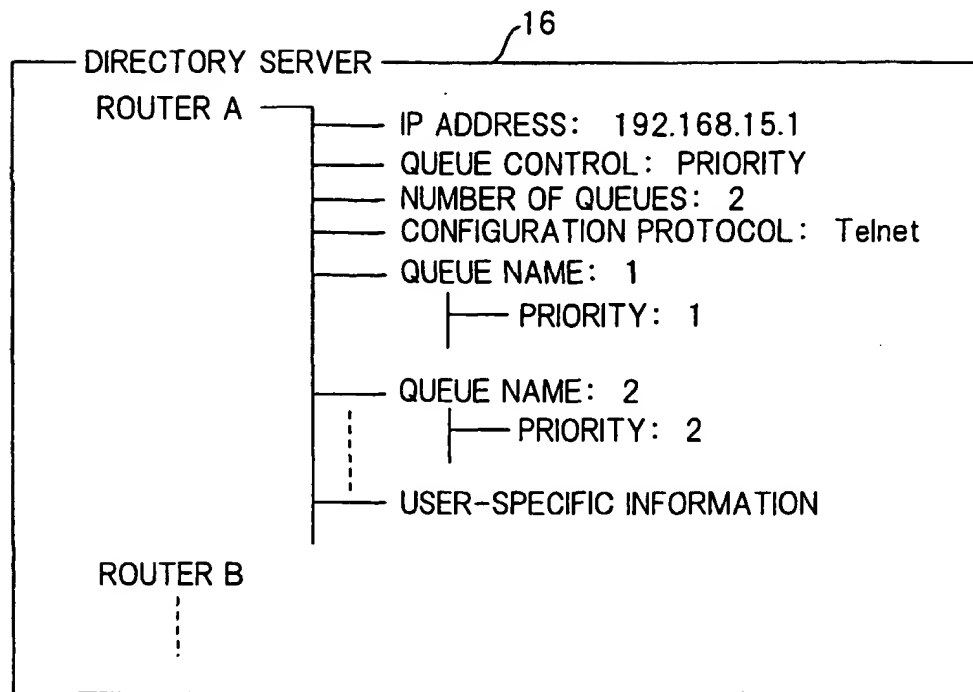 16
DIRECTORY SERVER
ROUTER A
IP ADDRESS: 192.168.15.1
QUEUE CONTROL: PRIORITY
NUMBER OF QUEUES: 2
CONFIGURATION PROTOCOL: Telnet
QUEUE NAME: 1
PRIORITY: 1
QUEUE NAME: 2
PRIORITY: 2
USER-SPECIFIC INFORMATION
ROUTER B